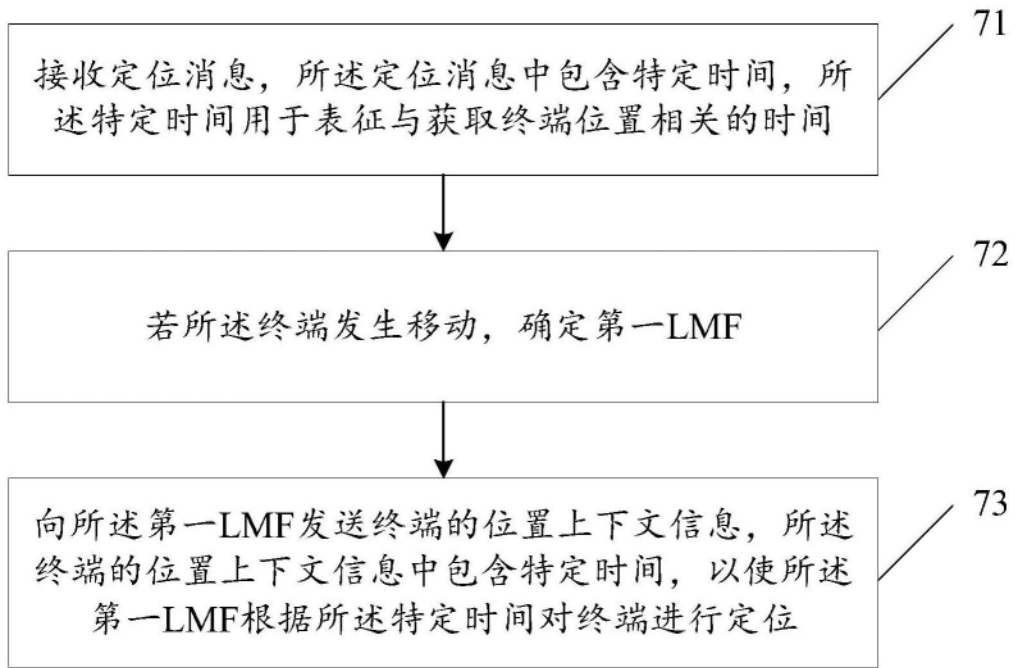 71
接收定位消息，所述定位消息中包含特定时间，所
述特定时间用于表征与获取终端位置相关的时间
72
若所述终端发生移动，确定第一LMF
73
向所述第一LMF发送终端的位置上下文信息，所述
终端的位置上下文信息中包含特定时间，以使所述
第一LMF根据所述特定时间对终端进行定位